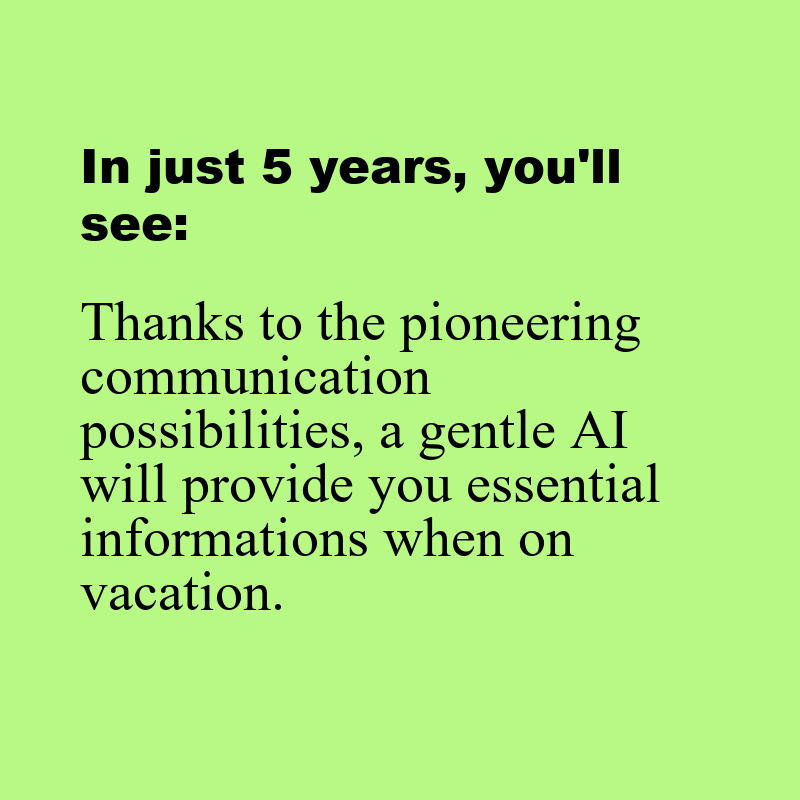 In just 5 years, you'll
see:
Thanks to the pioneering
communication
possibilities, a gentle AI
will provide you essential
informations when on
vacation.